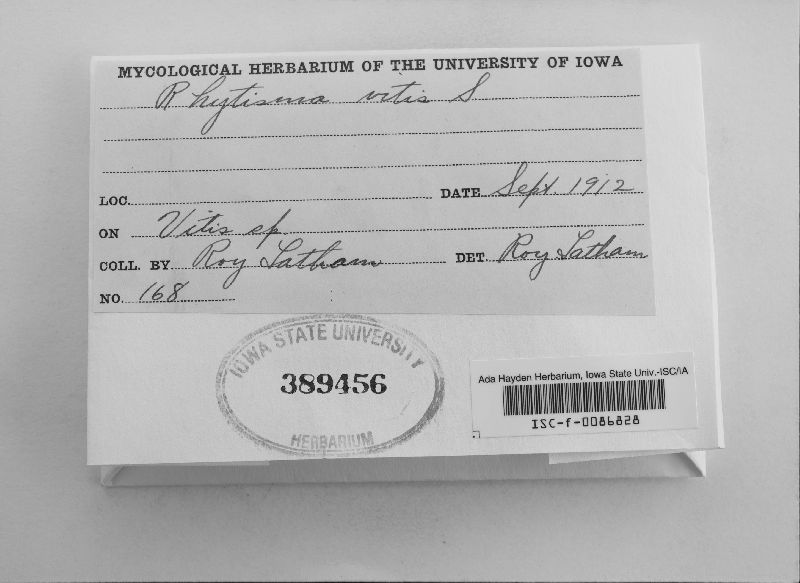 MYCOLOGICAL HERBARIUM OF THE UNIVERSITY OF IOWA
Rhytisma vitis S
LOC. DATE Sept 1912
ON Vitis sp
COLL. BY Roy Latham DET. Roy Latham
NO. 168
IOWA STATE UNIVERSITY
389456
HERBARIUM
Ada Hayden Herbarium, Iowa State Univ.-ISC/IA
ISC-f-0086828